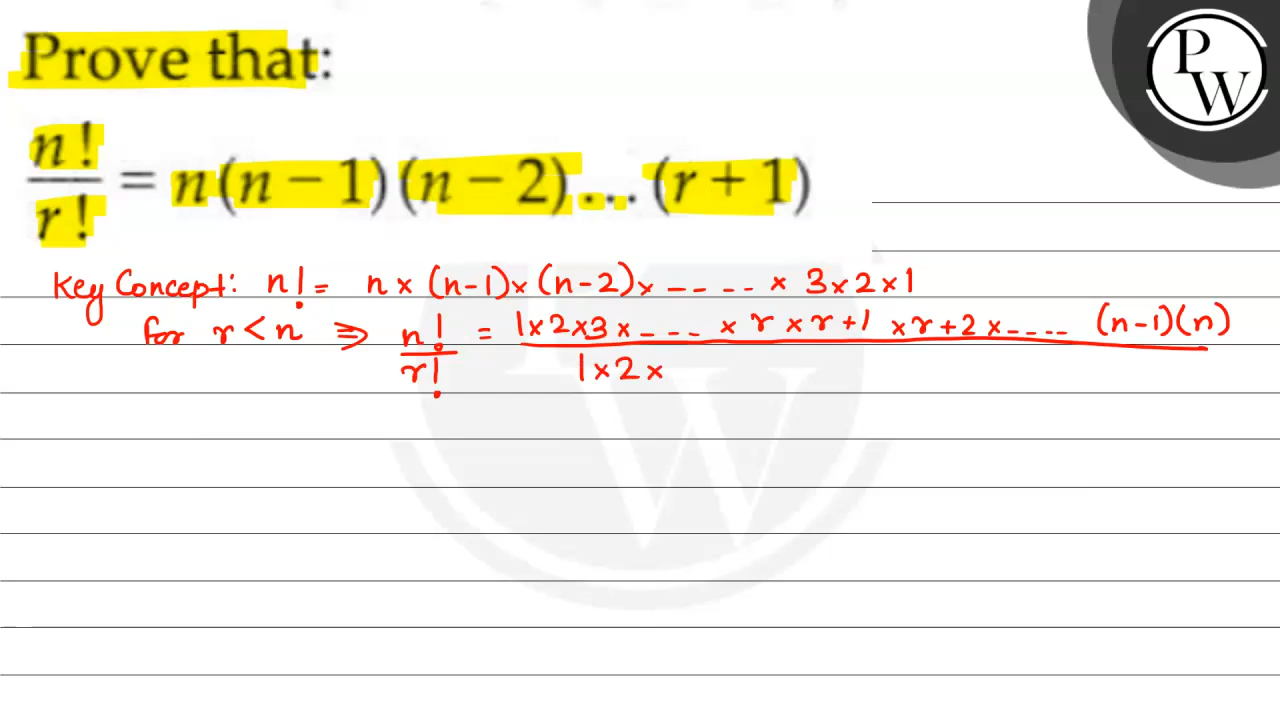 Prove that:
P
W
n!/r! = n(n − 1)(n − 2)... (r + 1)
Key Concept: n! = n × (n-1) × (n-2) × ----.. × 3×2×1
for r < n ⇒ n!/r! = 1×2×3×_...× r × r+1 × r+2 ×..... (n-1)(n)
1×2×